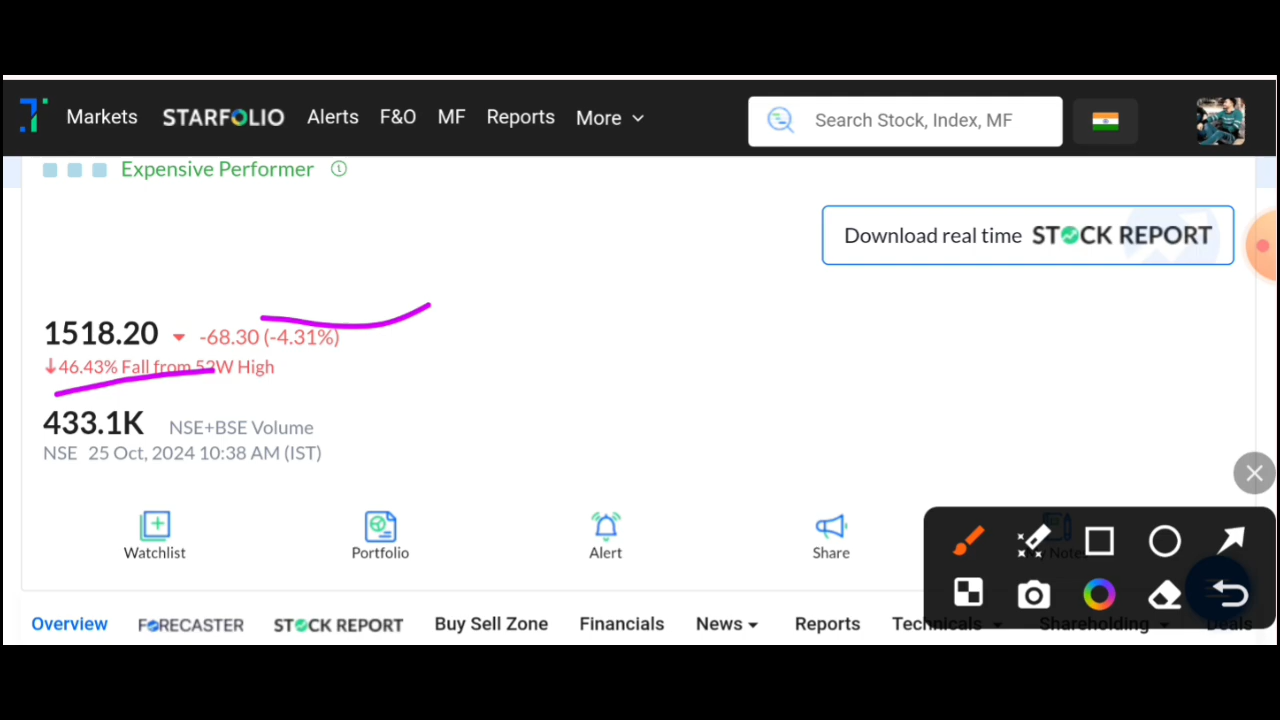 Markets STARFOLIO Alerts F&O MF Reports More Search Stock, Index, MF
Expensive Performer
Download real time STOCK REPORT
1518.20 -68.30 (-4.31%)
↓46.43% Fall from 52W High
433.1K NSE+BSE Volume
NSE 25 Oct, 2024 10:38 AM (IST)
Watchlist Portfolio Alert Share
Overview FORECASTER STOCK REPORT Buy Sell Zone Financials News Reports Technicals Shareholding Deals